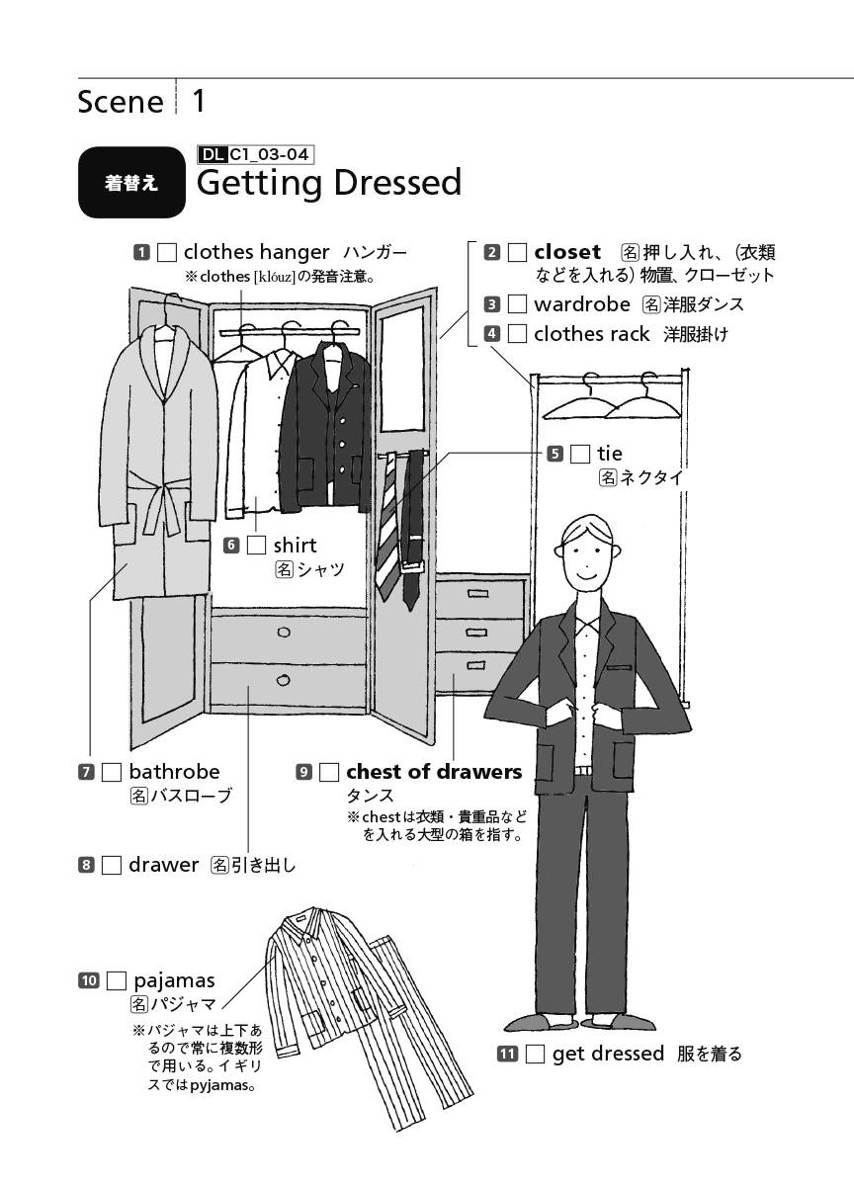 Scene 1
着替え
DL C1_03-04
Getting Dressed
1 □ clothes hanger ハンガー
※clothes [klóuz]の発音注意。
2 □ closet 名押し入れ、（衣類
などを入れる）物置、クローゼット
3 □ wardrobe 名洋服ダンス
4 □ clothes rack 洋服掛け
5 □ tie
名ネクタイ
6 □ shirt
名シャツ
7 □ bathrobe
名バスローブ
8 □ drawer 名引き出し
9 □ chest of drawers
タンス
※chestは衣類・貴重品など
を入れる大型の箱を指す。
10 □ pajamas
名パジャマ
※パジャマは上下あ
るので常に複数形
で用いる。イギリ
スではpyjamas。
11 □ get dressed 服を着る